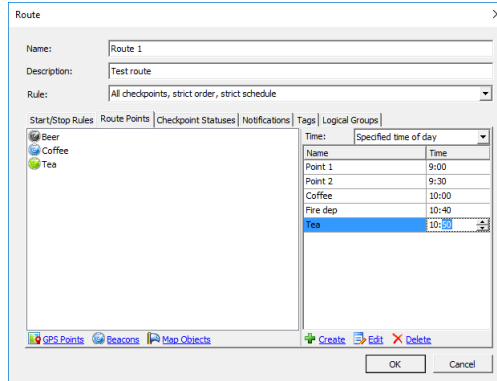 Route
Name: Route 1
Description: Test route
Rule: All checkpoints, strict order, strict schedule
Start/Stop Rules Route Points Checkpoint Statuses Notifications Tags Logical Groups
Beer
Coffee
Tea
Time: Specified time of day
Name Time
Point 1 9:00
Point 2 9:30
Coffee 10:00
Fire dep 10:40
Tea 10:50
GPS Points Beacons Map Objects
Create Edit Delete
OK Cancel